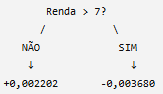 Renda > 7?
/ \
NÃO SIM
↓ ↓
+0,002202 -0,003680